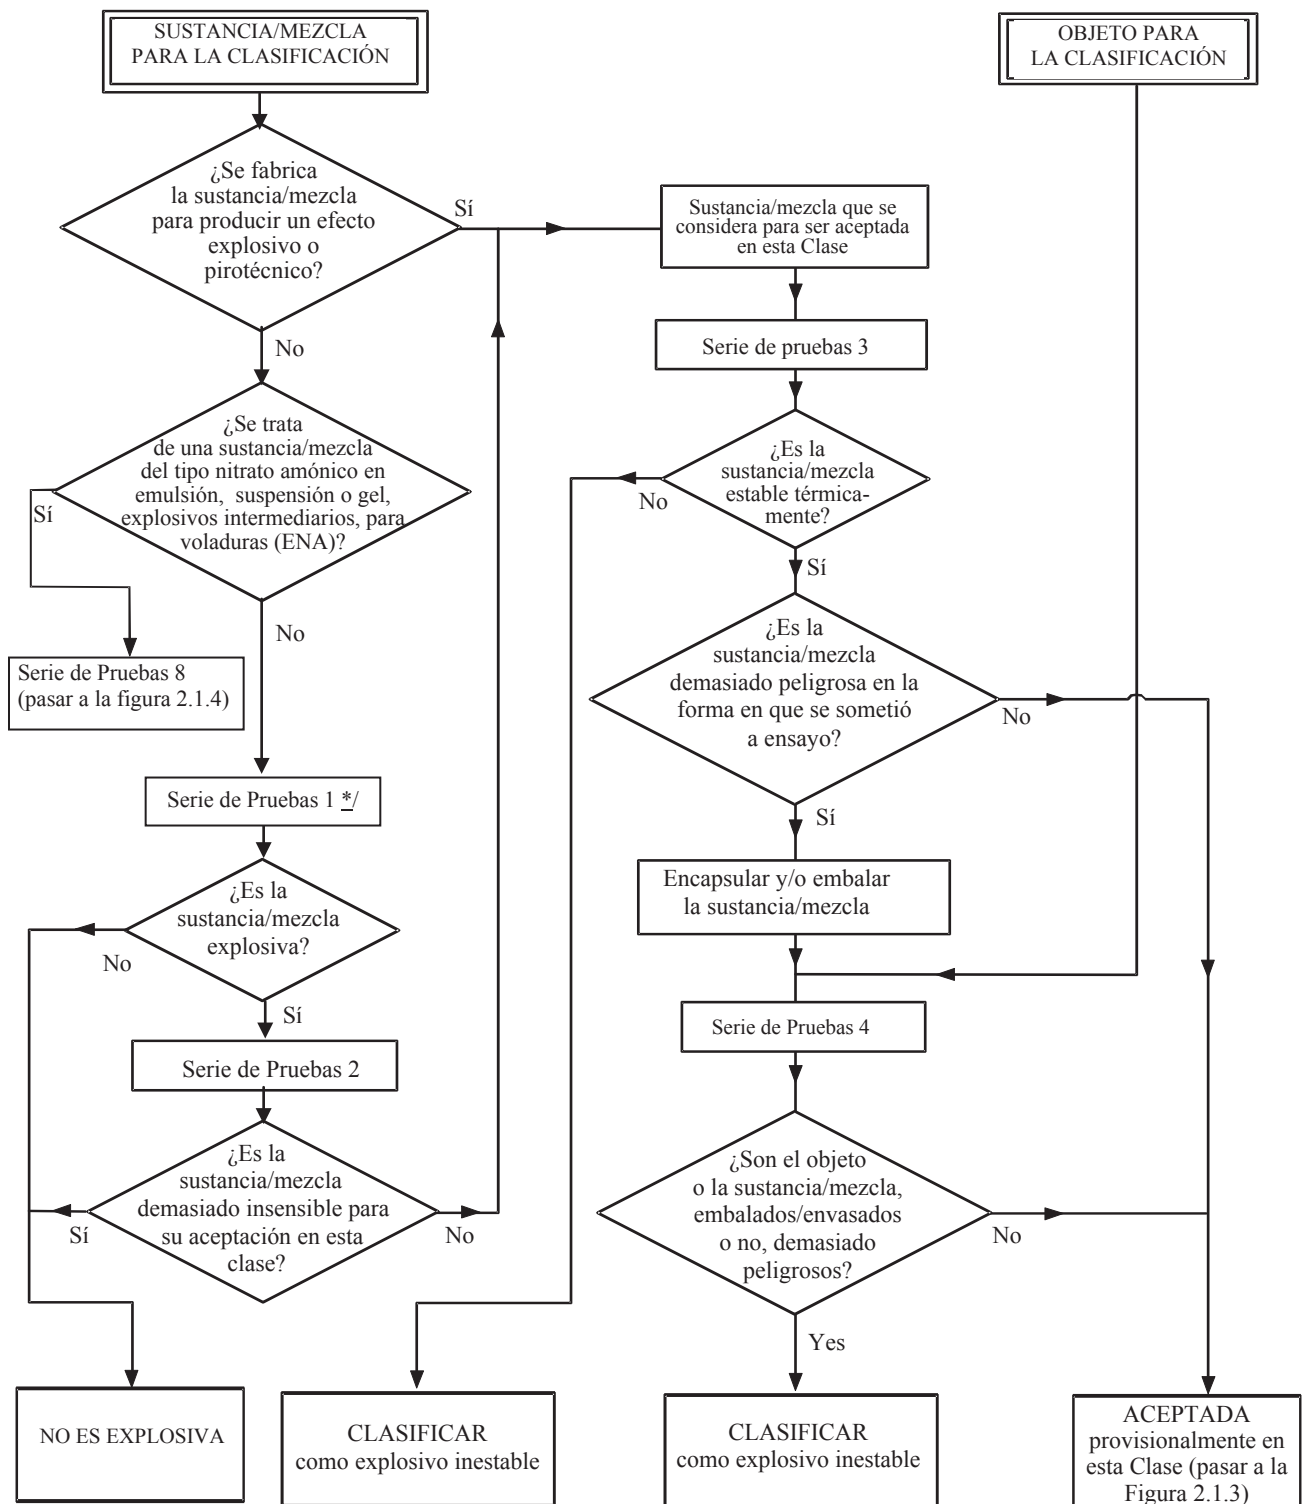 SUSTANCIA/MEZCLA
PARA LA CLASIFICACIÓN
OBJETO PARA
LA CLASIFICACIÓN
¿Se fabrica
la sustancia/mezcla
para producir un efecto
explosivo o
pirotécnico?
Sí
No
Sustancia/mezcla que se
considera para ser aceptada
en esta Clase
Serie de pruebas 3
¿Se trata
de una sustancia/mezcla
del tipo nitrato amónico en
emulsión, suspensión o gel,
explosivos intermediarios, para
voladuras (ENA)?
Sí
No
¿Es la
sustancia/mezcla
estable térmica-
mente?
No
Sí
Serie de Pruebas 8
(pasar a la figura 2.1.4)
¿Es la
sustancia/mezcla
demasiado peligrosa en la
forma en que se sometió
a ensayo?
No
Sí
Serie de Pruebas 1 */
¿Es la
sustancia/mezcla
explosiva?
No
Sí
Encapsular y/o embalar
la sustancia/mezcla
Serie de Pruebas 4
Serie de Pruebas 2
¿Es la
sustancia/mezcla
demasiado insensible para
su aceptación en esta
clase?
Sí
No
¿Son el objeto
o la sustancia/mezcla,
embalados/envasados
o no, demasiado
peligrosos?
No
Yes
NO ES EXPLOSIVA
CLASIFICAR
como explosivo inestable
CLASIFICAR
como explosivo inestable
ACEPTADA
provisionalmente en
esta Clase (pasar a la
Figura 2.1.3)